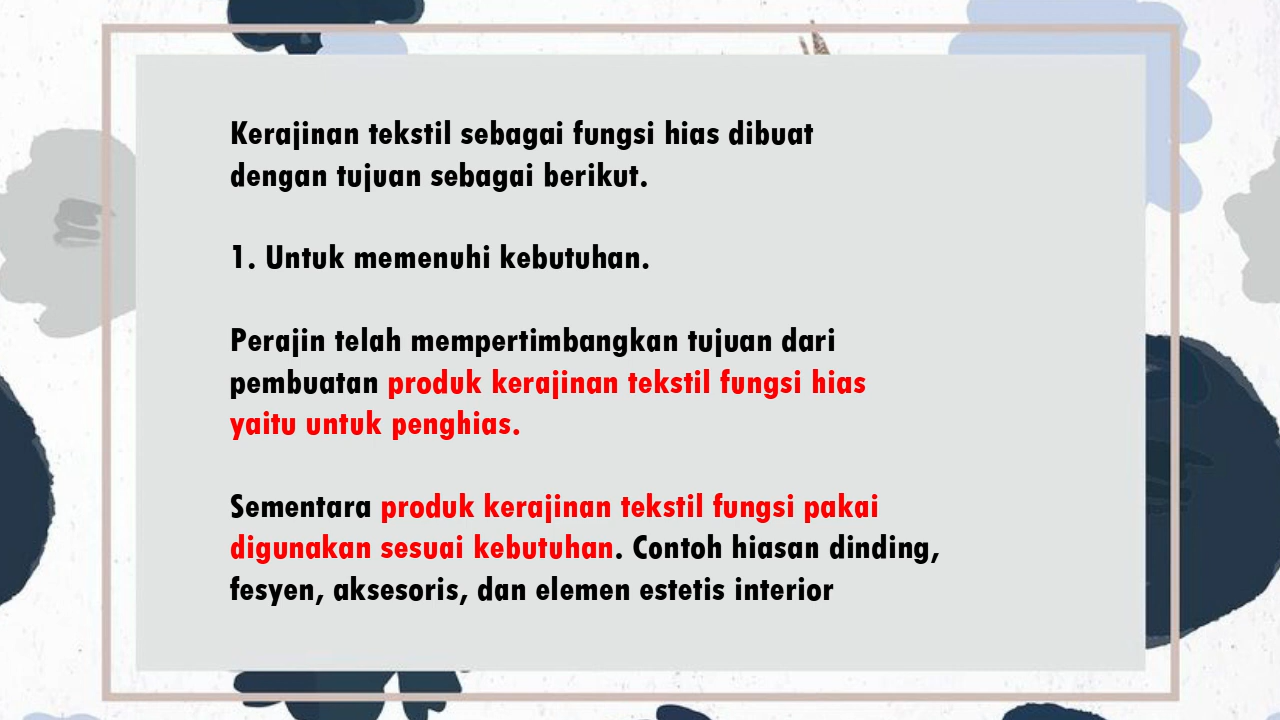 Kerajinan tekstil sebagai fungsi hias dibuat
dengan tujuan sebagai berikut.
1. Untuk memenuhi kebutuhan.
Perajin telah mempertimbangkan tujuan dari
pembuatan produk kerajinan tekstil fungsi hias
yaitu untuk penghias.
Sementara produk kerajinan tekstil fungsi pakai
digunakan sesuai kebutuhan. Contoh hiasan dinding,
fesyen, aksesoris, dan elemen estetis interior